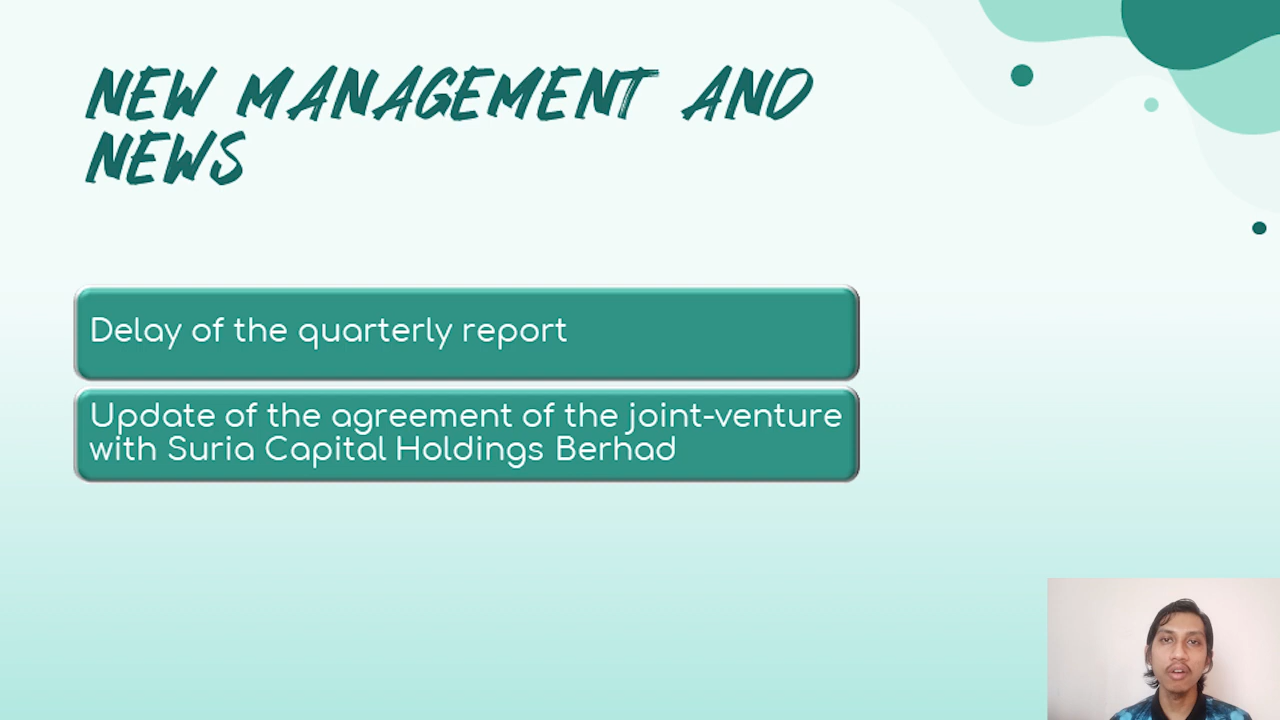 NEW MANAGEMENT AND
NEWS
Delay of the quarterly report
Update of the agreement of the joint-venture
with Suria Capital Holdings Berhad